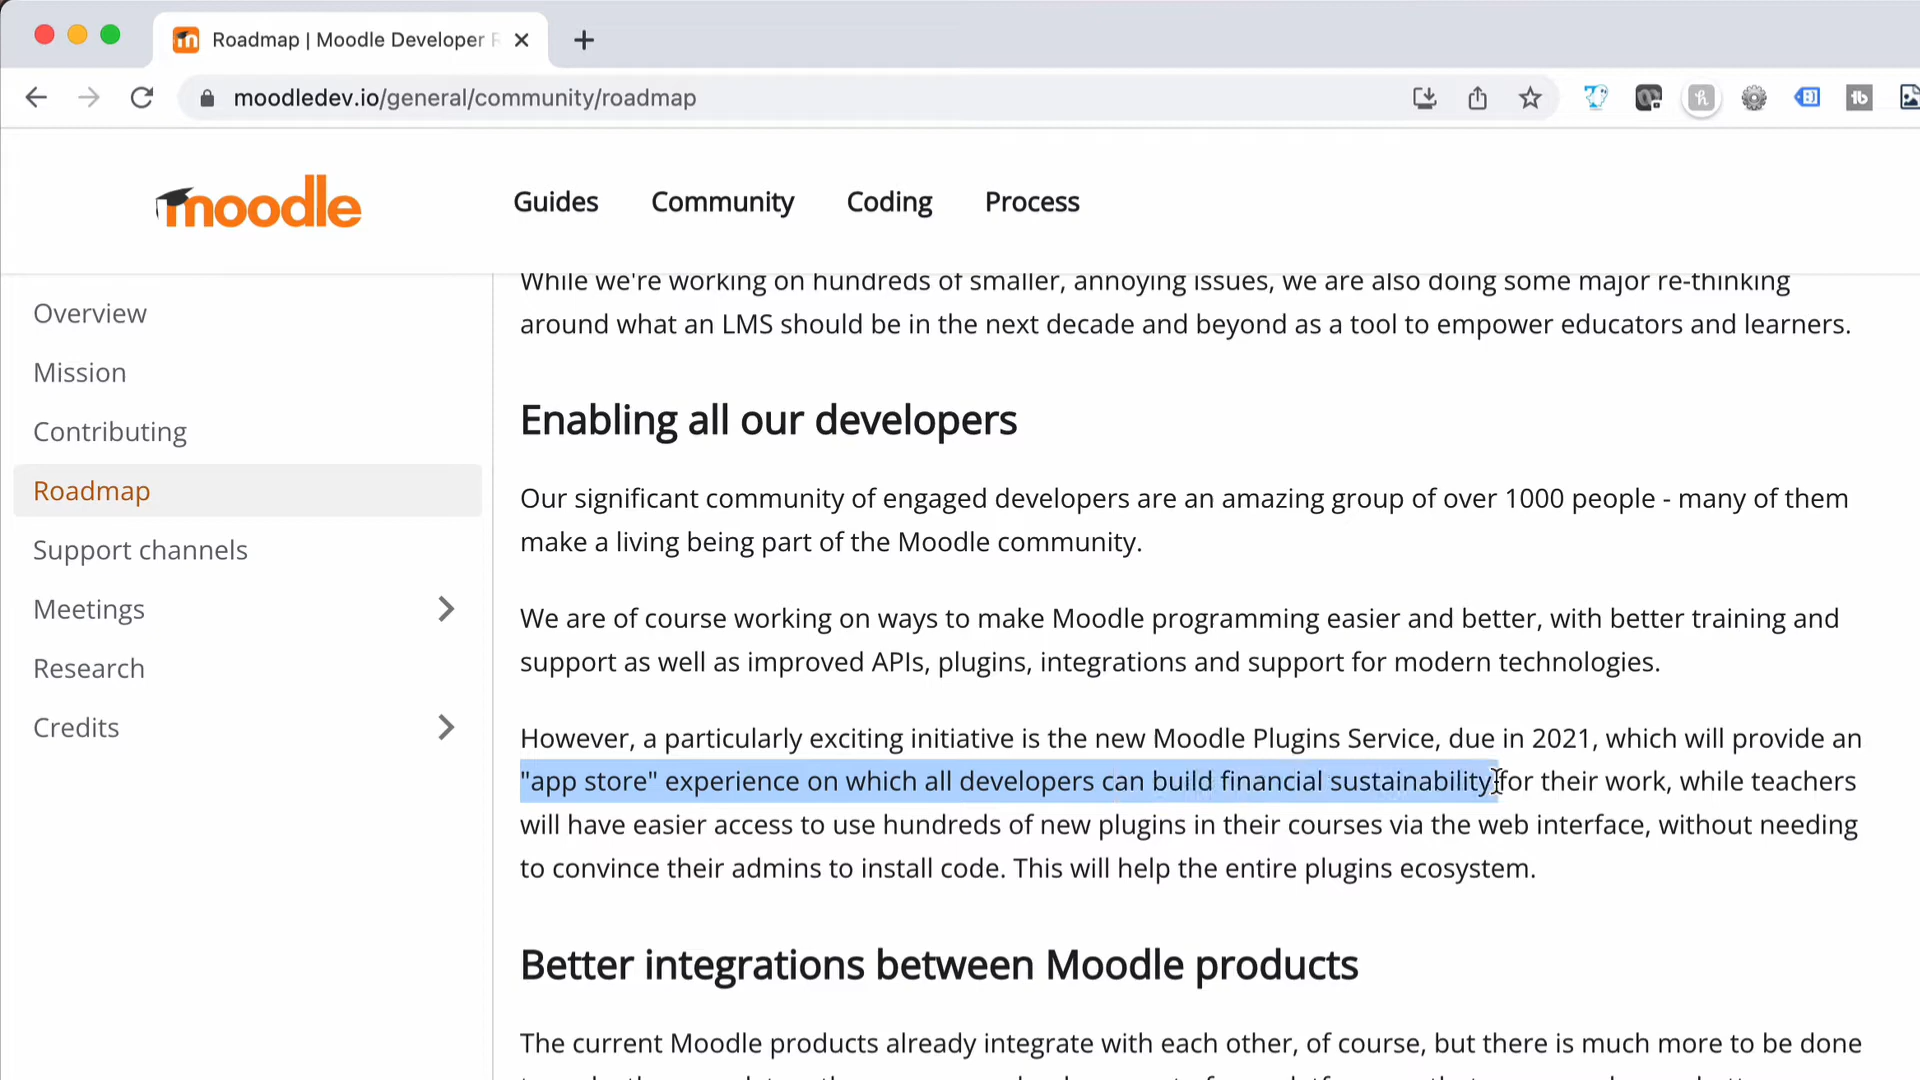 Roadmap | Moodle Developer R
moodledev.io/general/community/roadmap
moodle
Guides
Community
Coding
Process
Overview
Mission
Contributing
Roadmap
Support channels
Meetings
Research
Credits
While we're working on hundreds of smaller, annoying issues, we are also doing some major re-thinking
around what an LMS should be in the next decade and beyond as a tool to empower educators and learners.
Enabling all our developers
Our significant community of engaged developers are an amazing group of over 1000 people - many of them
make a living being part of the Moodle community.
We are of course working on ways to make Moodle programming easier and better, with better training and
support as well as improved APIs, plugins, integrations and support for modern technologies.
However, a particularly exciting initiative is the new Moodle Plugins Service, due in 2021, which will provide an
"app store" experience on which all developers can build financial sustainability for their work, while teachers
will have easier access to use hundreds of new plugins in their courses via the web interface, without needing
to convince their admins to install code. This will help the entire plugins ecosystem.
Better integrations between Moodle products
The current Moodle products already integrate with each other, of course, but there is much more to be done